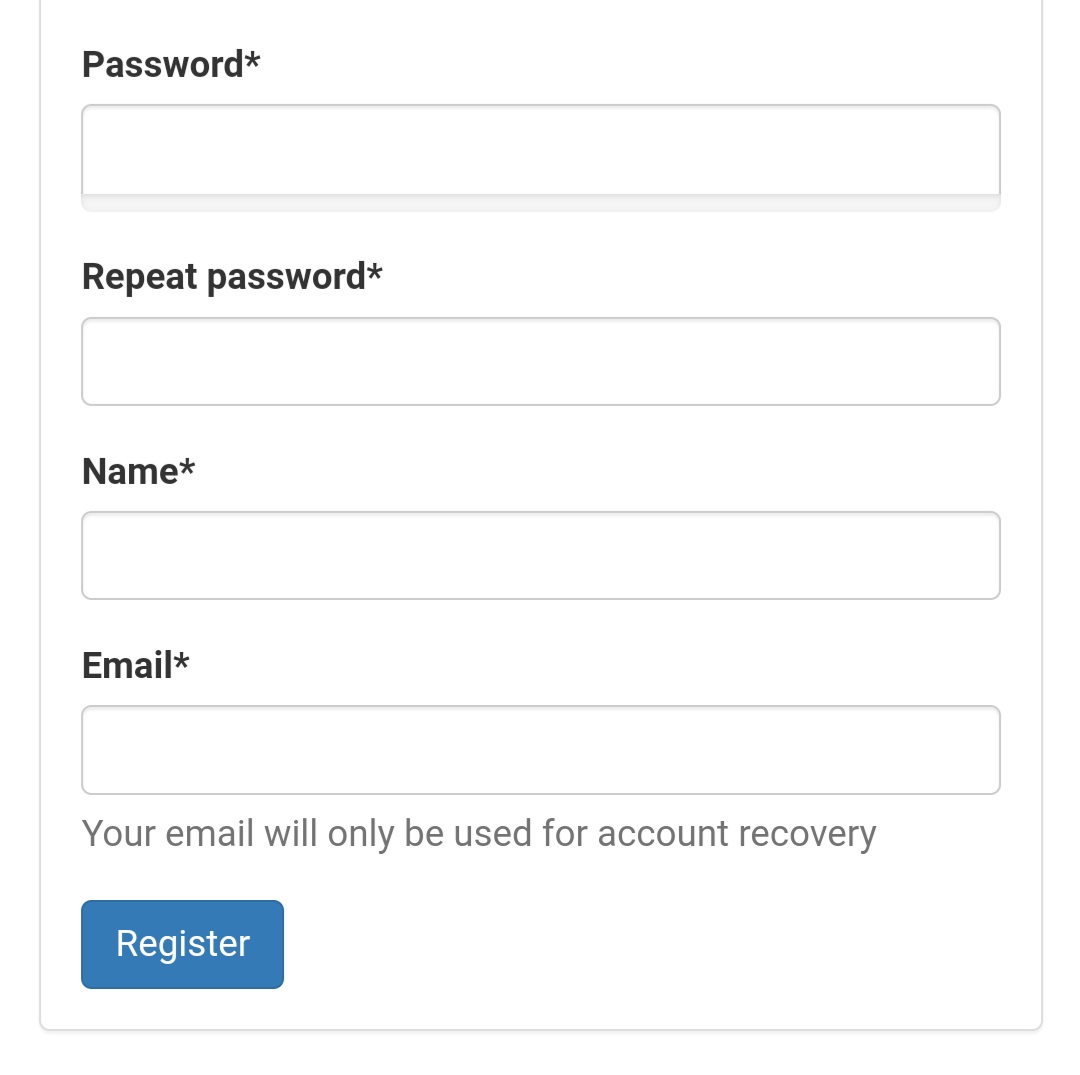 Password*
Repeat password*
Name*
Email*
Your email will only be used for account recovery
Register